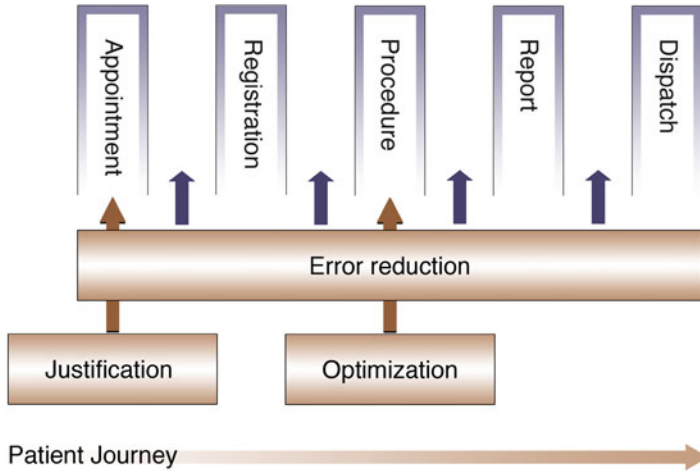 Appointment
Registration
Procedure
Report
Dispatch
Error reduction
Justification
Optimization
Patient Journey